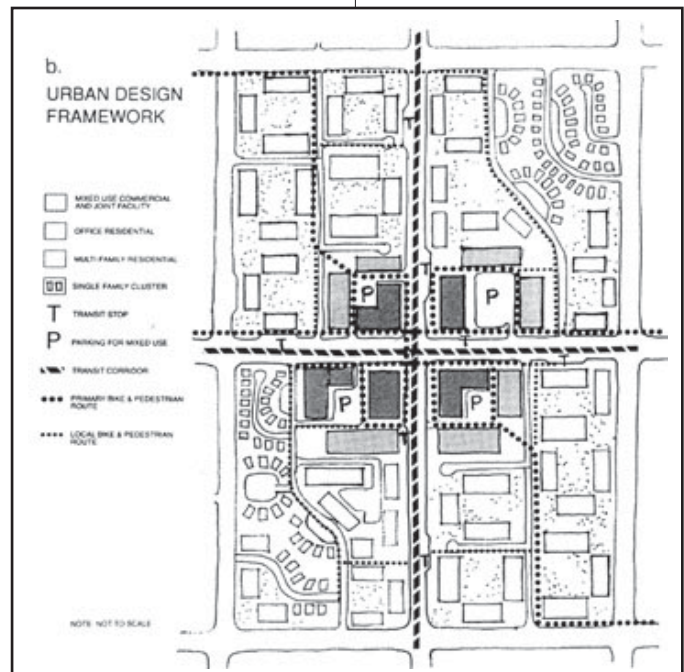 b.
URBAN DESIGN
FRAMEWORK
MIXED USE COMMERCIAL
AND JOINT FACILITY
OFFICE RESIDENTIAL
MULTI-FAMILY RESIDENTIAL
SINGLE FAMILY CLUSTER
T TRANSIT STOP
P PARKING FOR MIXED USE
TRANSIT CORRIDOR
PRIMARY BIKE & PEDESTRIAN
ROUTE
LOCAL BIKE & PEDESTRIAN
ROUTE
NOTE: NOT TO SCALE
T
T
P
P
T
T
T
P
P
T
T